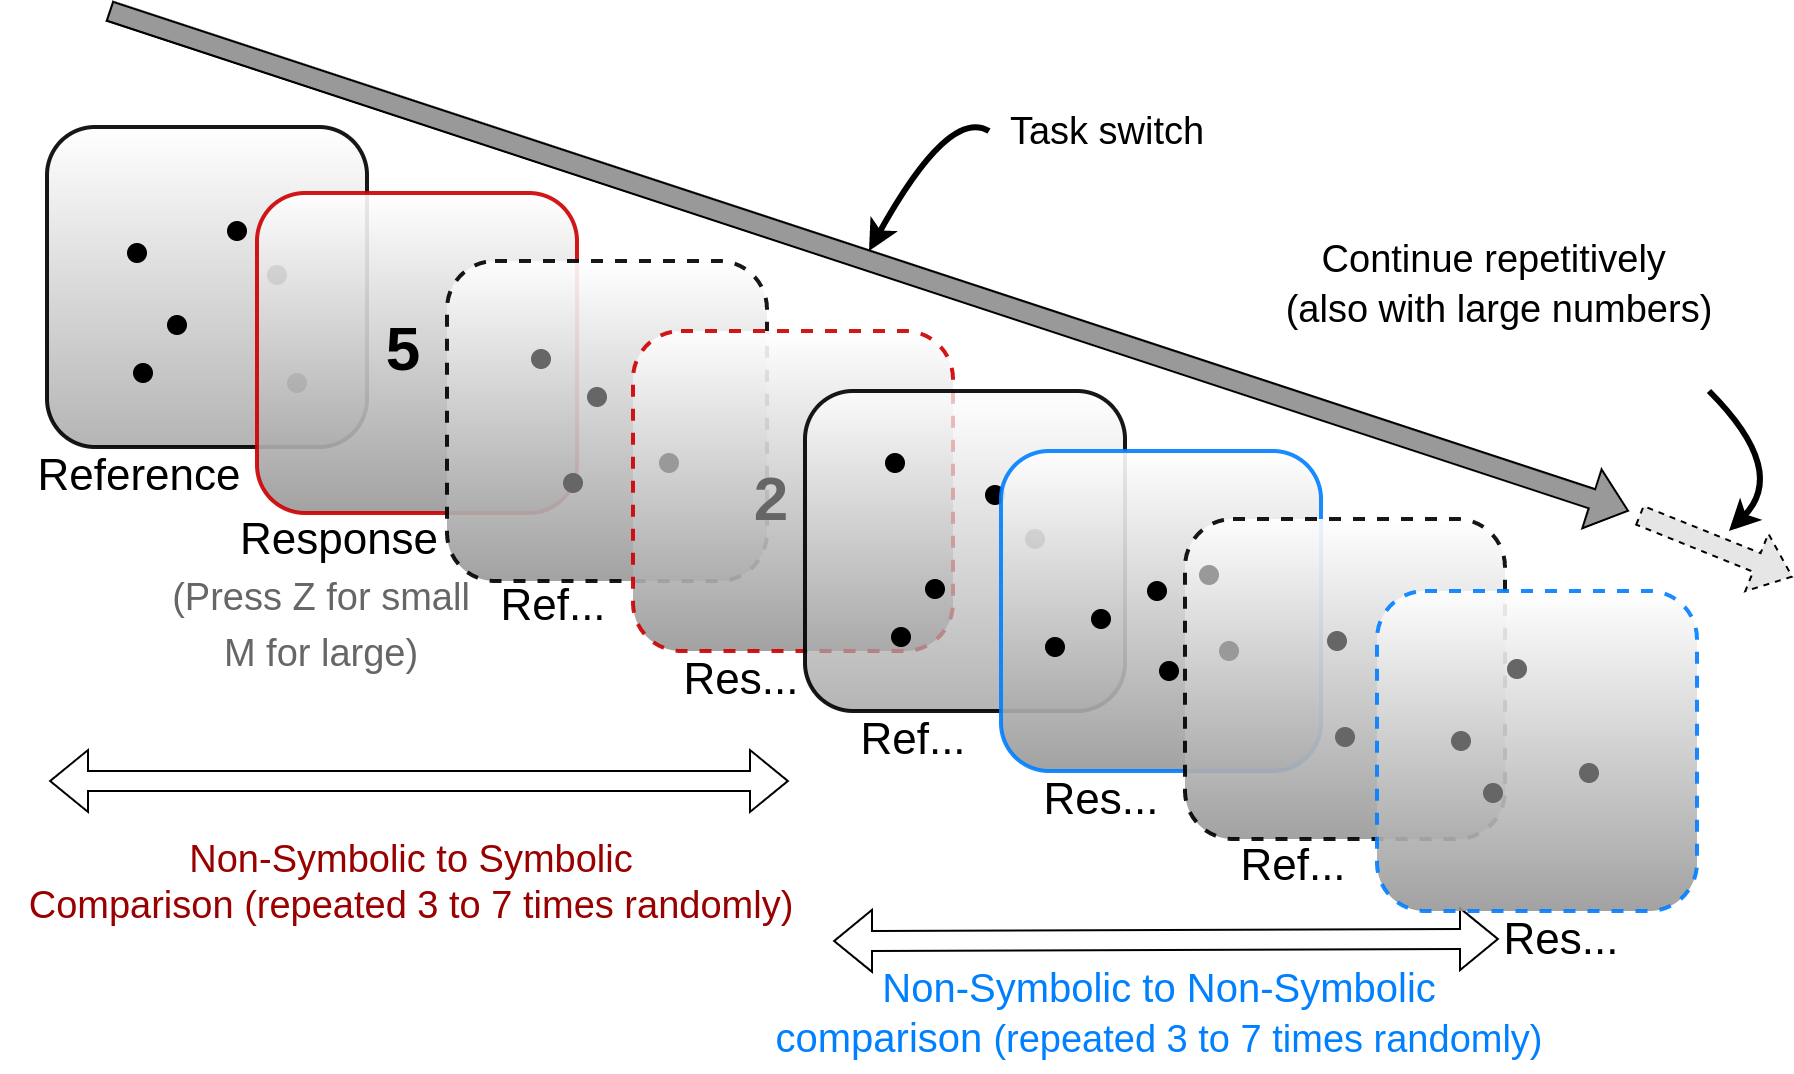 Task switch
Continue repetitively
(also with large numbers)
5
2
Reference
Response
(Press Z for small
M for large)
Ref...
Res...
Ref...
Res...
Ref...
Res...
Non-Symbolic to Symbolic
Comparison (repeated 3 to 7 times randomly)
Non-Symbolic to Non-Symbolic
comparison (repeated 3 to 7 times randomly)